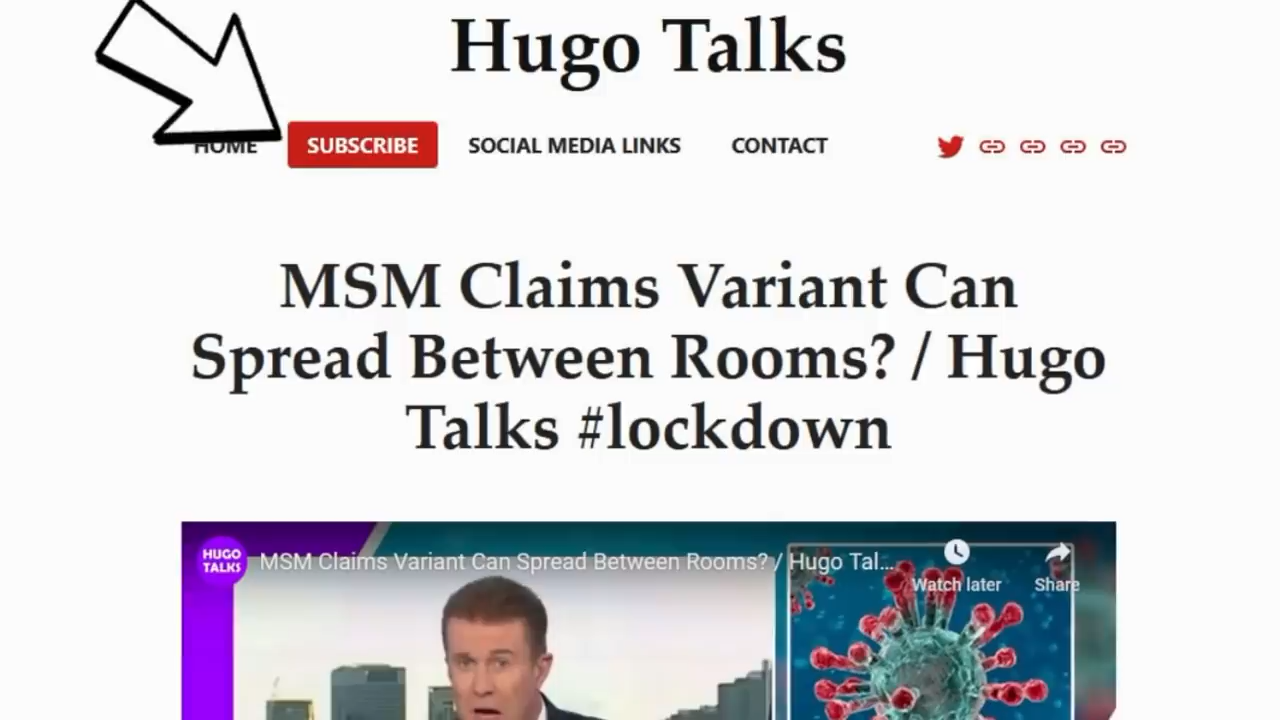 Hugo Talks
HOME SUBSCRIBE SOCIAL MEDIA LINKS CONTACT
MSM Claims Variant Can
Spread Between Rooms? / Hugo
Talks #lockdown
HUGO
TALKS
MSM Claims Variant Can Spread Between Rooms? / Hugo Tal...
Watch later
Share